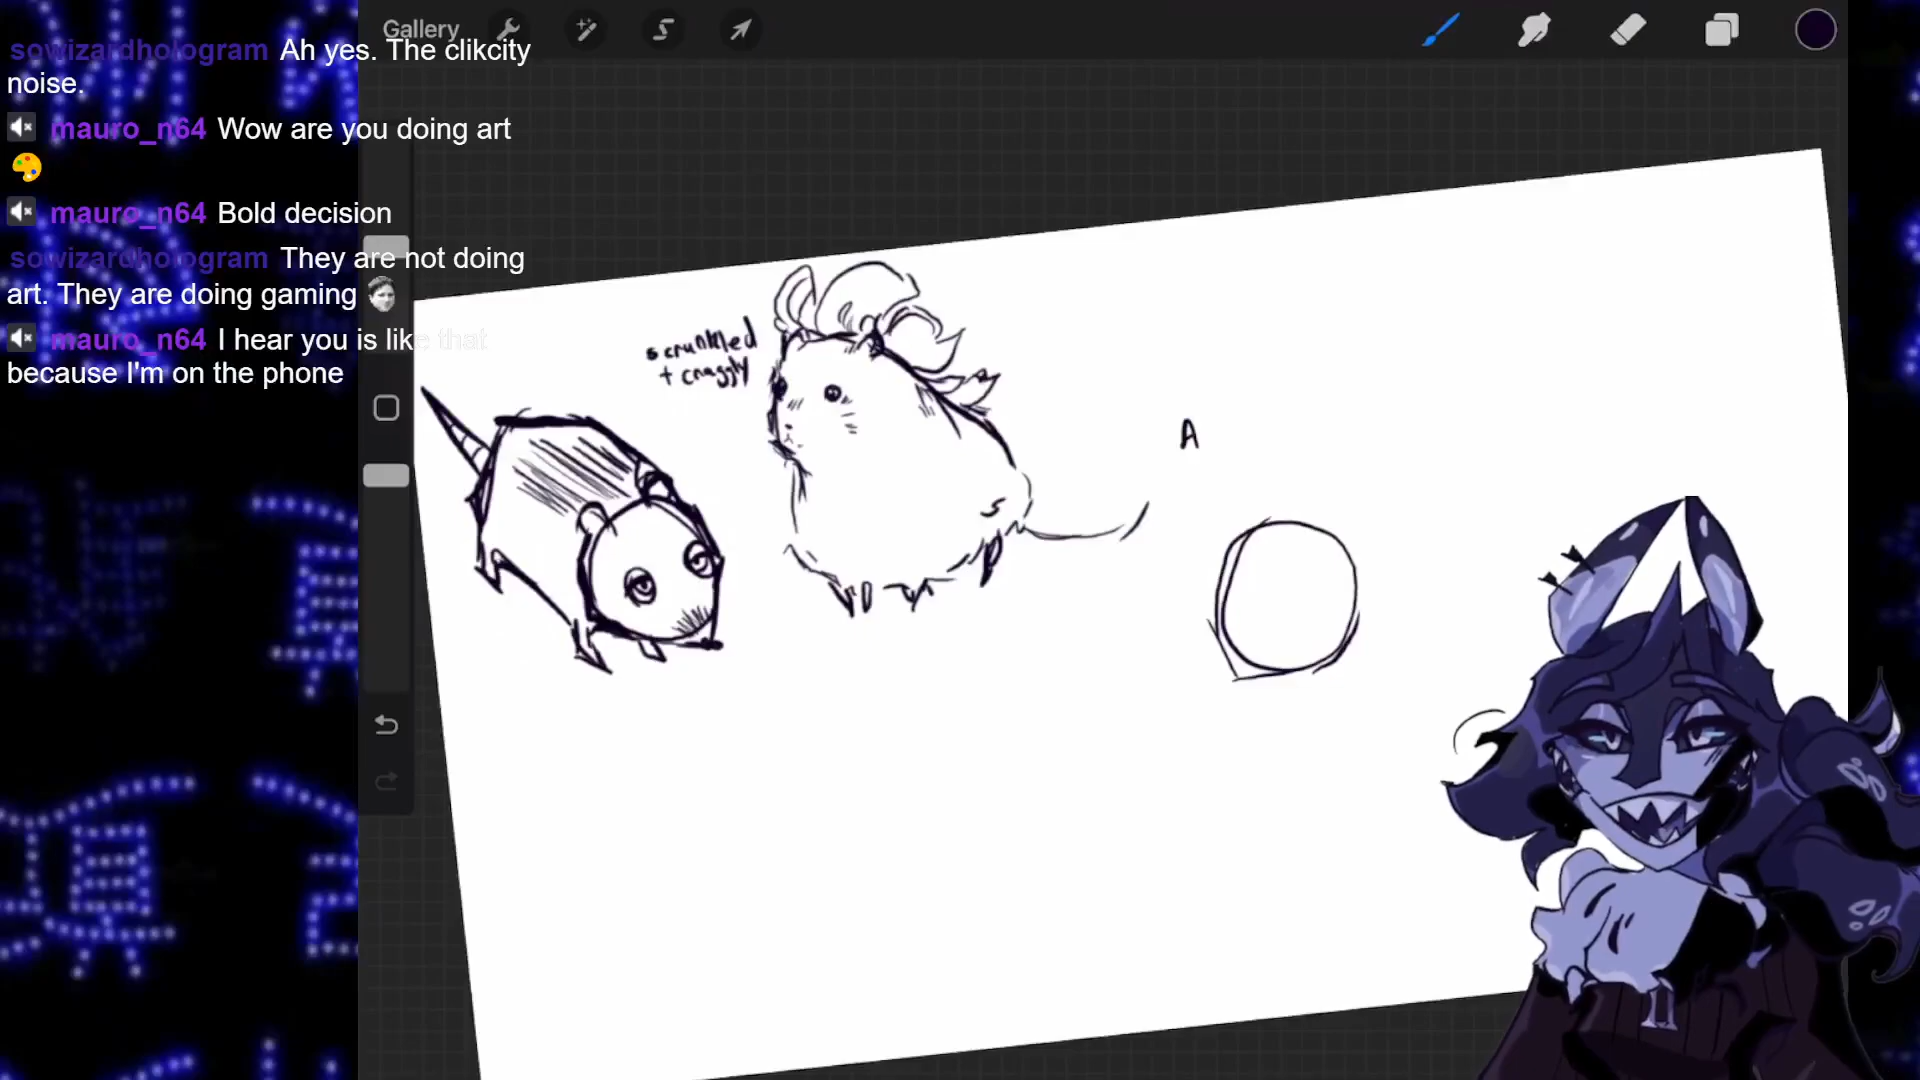 Gallery
sowizardhologram Ah yes. The clikcity
noise.
mauro_n64 Wow are you doing art
mauro_n64 Bold decision
sowizardhologram They are not doing
art. They are doing gaming
mauro_n64 I hear you is like that
because I'm on the phone
scrunkled
+ craggly
A